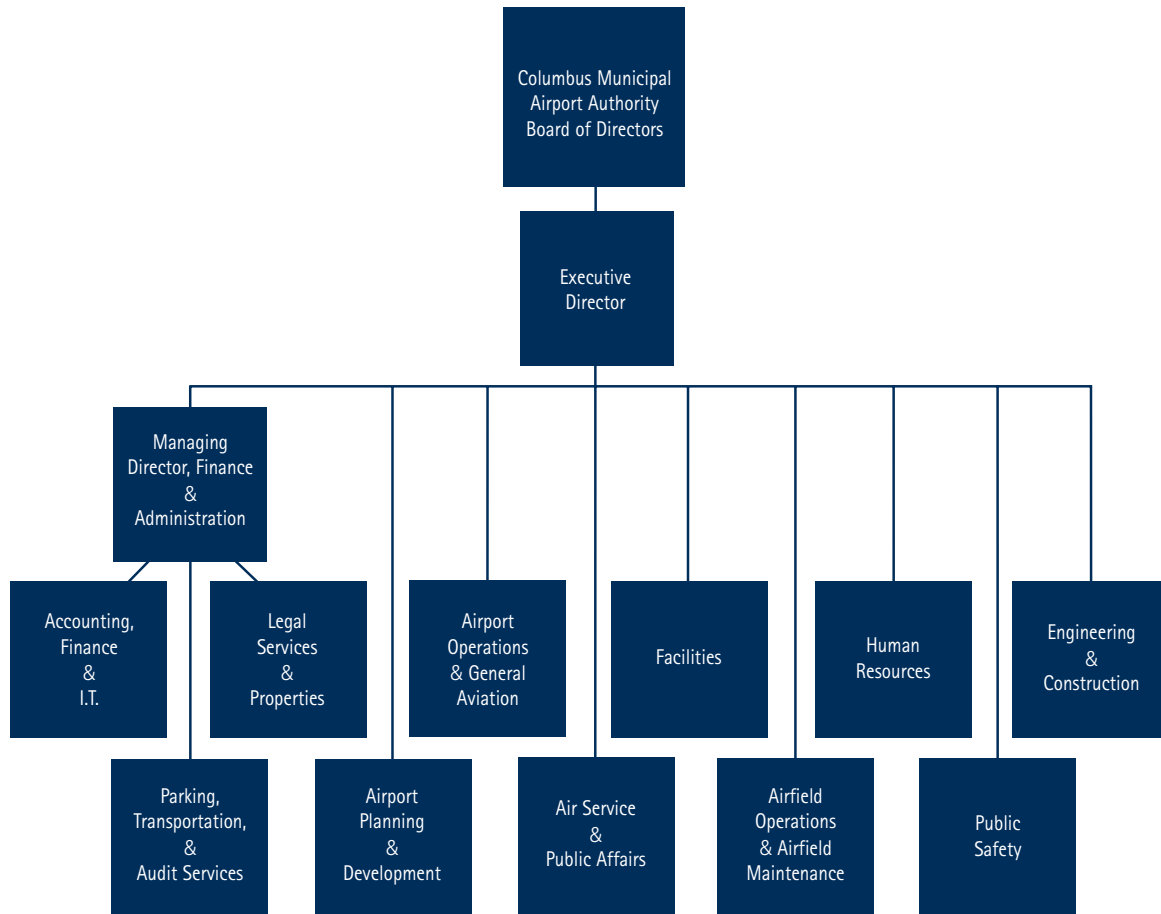 Columbus Municipal
Airport Authority
Board of Directors
Executive
Director
Managing
Director, Finance
&
Administration
Accounting,
Finance
&
I.T.
Legal
Services
&
Properties
Airport
Operations
& General
Aviation
Facilities
Human
Resources
Engineering
&
Construction
Parking,
Transportation,
&
Audit Services
Airport
Planning
&
Development
Air Service
&
Public Affairs
Airfield
Operations
& Airfield
Maintenance
Public
Safety